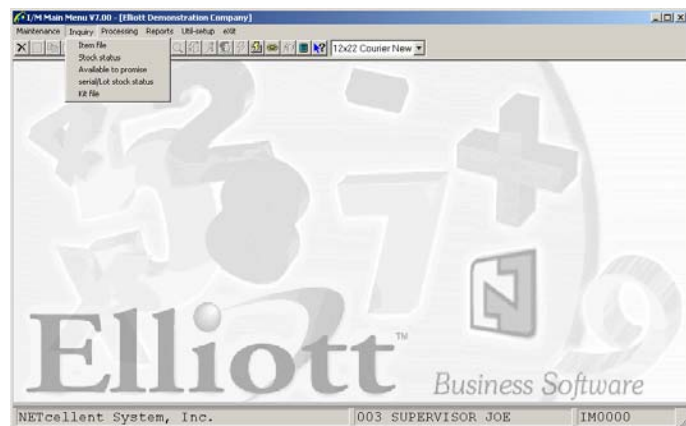 I/M Main Menu V7.00 - [Elliott Demonstration Company]
Maintenance Inquiry Processing Reports Util-setup eXit
12x22 Courier New
Item file
Stock status
Available to promise
serial/Lot stock status
Kit file
Elliott™
Business Software
NETcellent System, Inc. 003 SUPERVISOR JOE IM0000